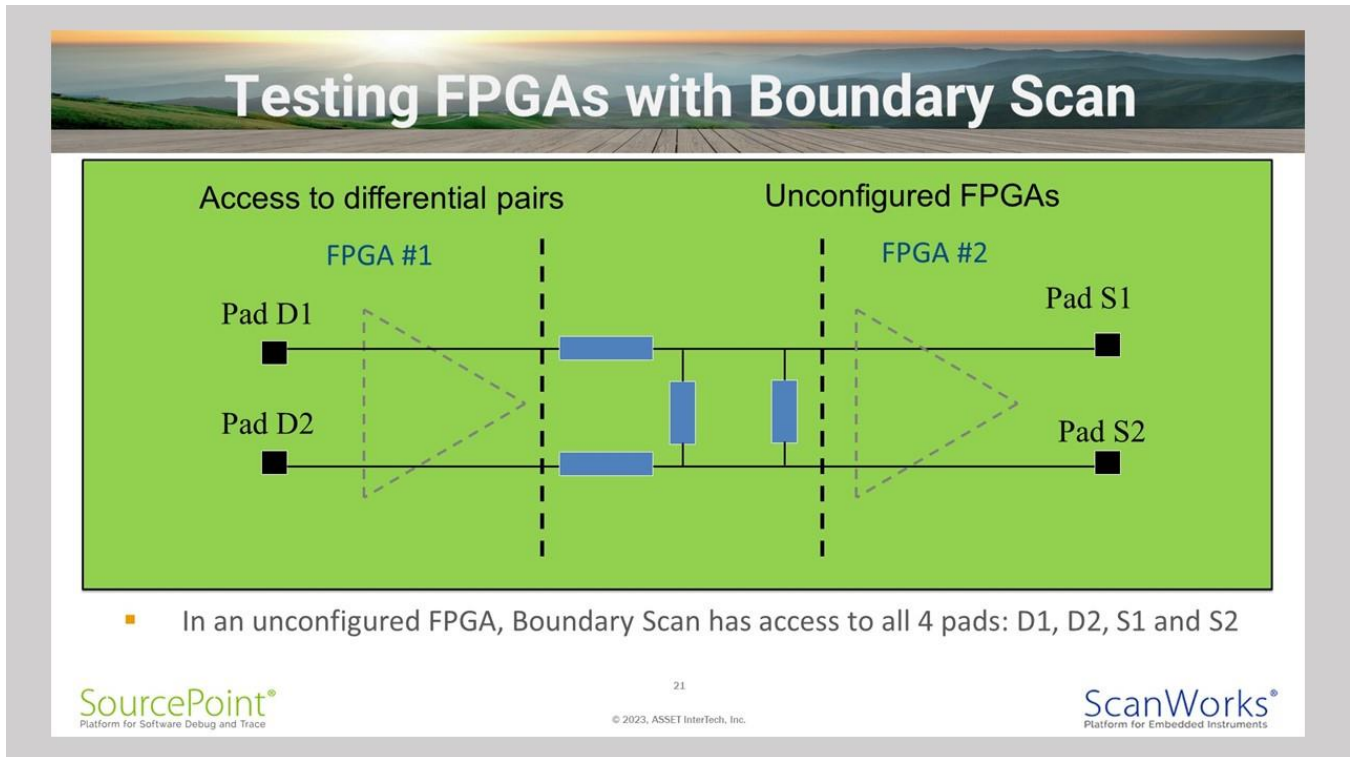 Testing FPGAs with Boundary Scan
Access to differential pairs
Unconfigured FPGAs
FPGA #1
FPGA #2
Pad D1
Pad S1
Pad D2
Pad S2
▪ In an unconfigured FPGA, Boundary Scan has access to all 4 pads: D1, D2, S1 and S2
SourcePoint®
Platform for Software Debug and Trace
21
© 2023, ASSET InterTech, Inc.
ScanWorks®
Platform for Embedded Instruments